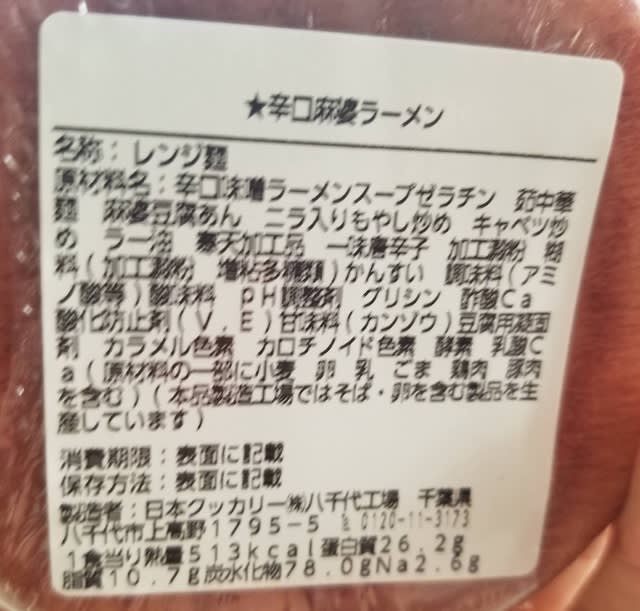 ★辛口麻婆ラーメン
名称：レンジ麺
原材料名：辛口味噌ラーメンスープゼラチン 茹中華
麺 麻婆豆腐あん ニラ入りもやし炒め キャベツ炒
め ラー油 寒天加工品 一味唐辛子 加工澱粉 糊
料(加工澱粉 増粘多糖類)かんすい 調味料(アミ
ノ酸等)酸味料 pH調整剤 グリシン 酢酸Ca
酸化防止剤(V.E)甘味料(カンゾウ)豆腐用凝固
剤 カラメル色素 カロチノイド色素 酵素 乳酸C
a(原材料の一部に小麦 卵 乳 ごま 鶏肉 豚肉
を含む)(本品製造工場ではそば・卵を含む製品を生
産しています)
消費期限：表面に記載
保存方法：表面に記載
製造者：日本クッカリー㈱八千代工場 千葉県
八千代市上高野1795-5 ℡0120-11-3173
1食当り熱量513kcal蛋白質26.2g
脂質10.7g炭水化物78.0gNa2.6g